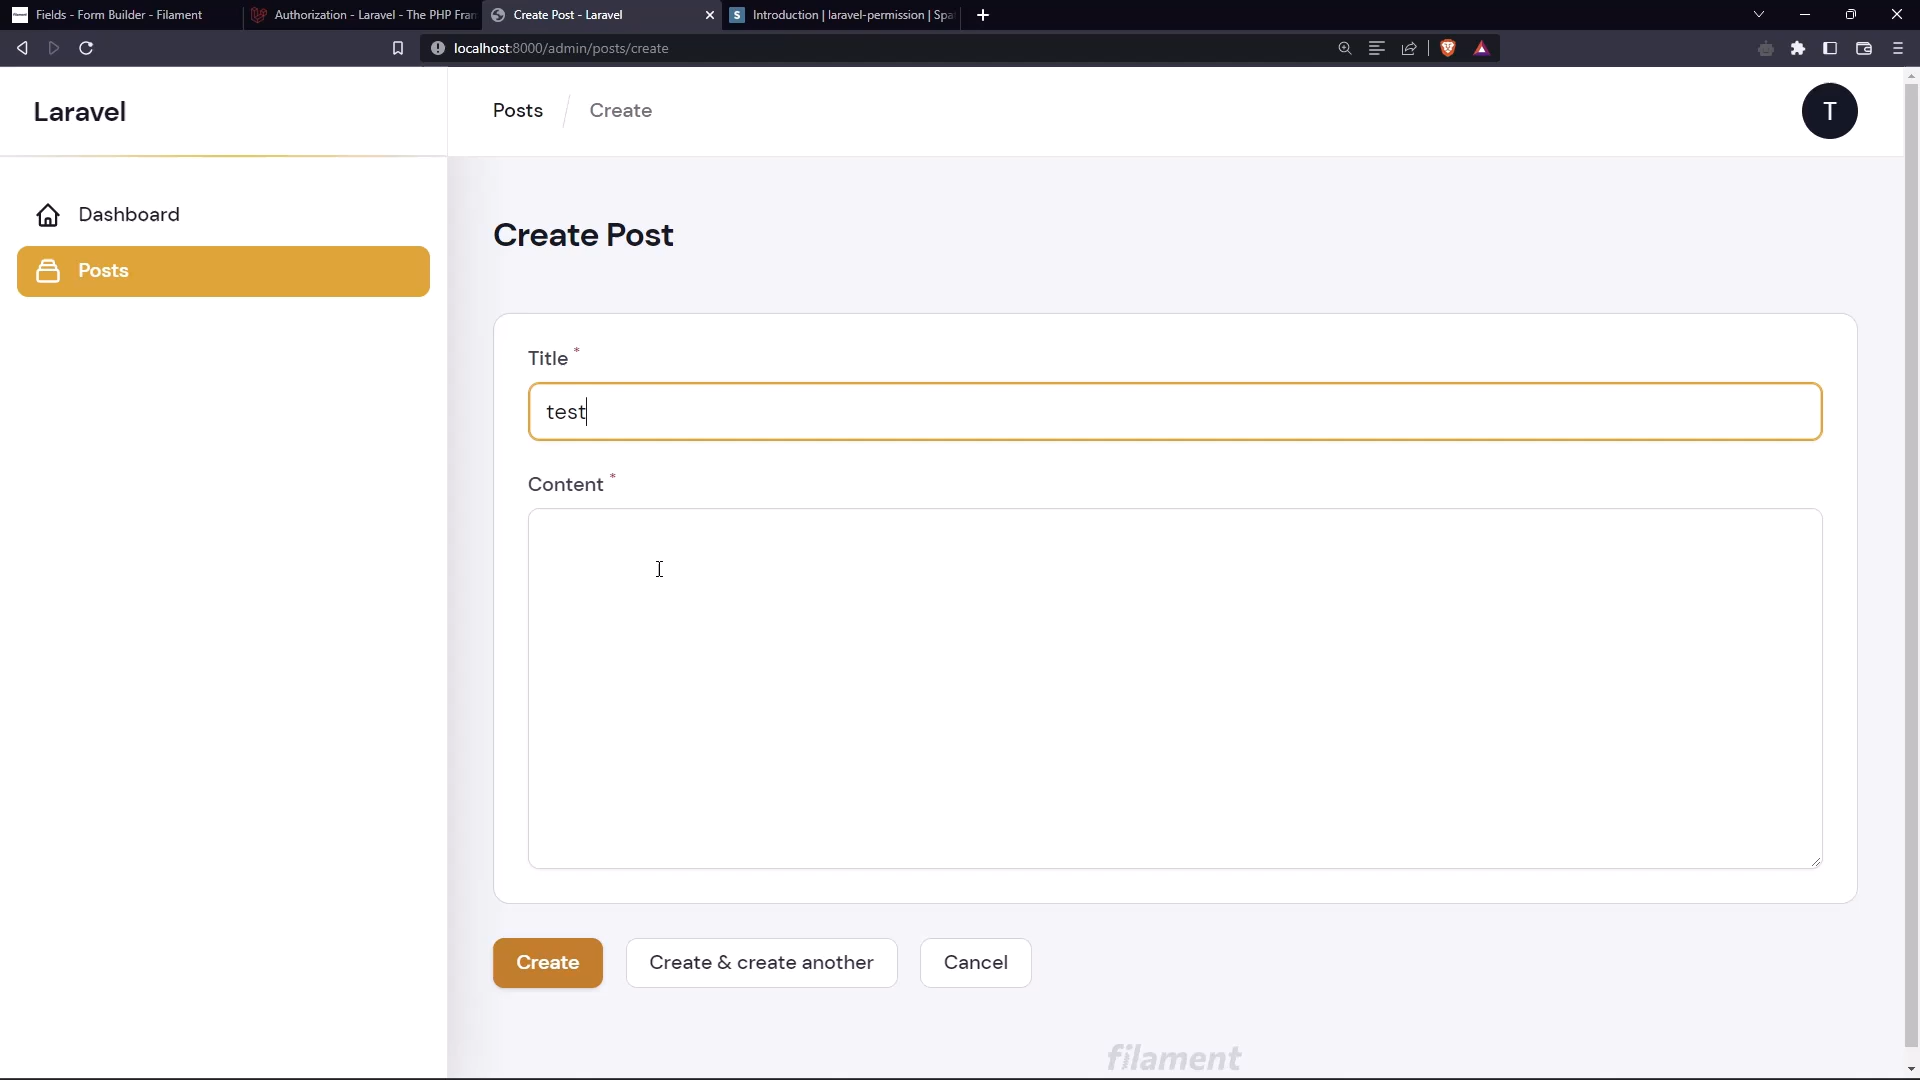 Fields - Form Builder - Filament
Authorization - Laravel - The PHP Fran
Create Post - Laravel
Introduction | laravel-permission | Spa
localhost:8000/admin/posts/create
Laravel
Posts
Create
T
Dashboard
Posts
Create Post
Title *
test
Content *
Create
Create & create another
Cancel
filament